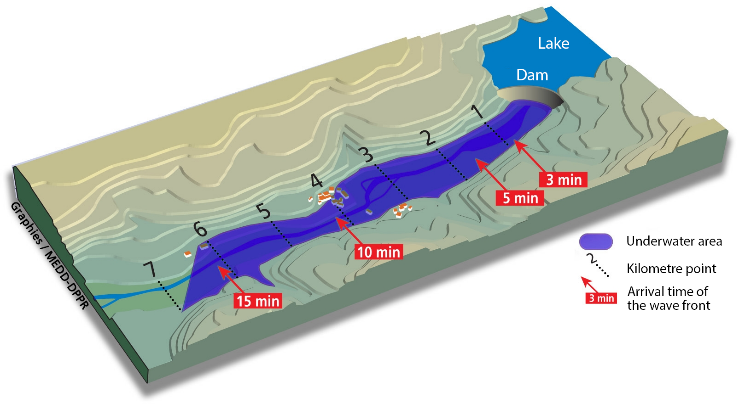 Lake
Dam
1
2
3
4
5
6
7
3 min
5 min
10 min
15 min
Graphies / MEDD-DPPR
Underwater area
2
Kilometre point
3 min
Arrival time of
the wave front